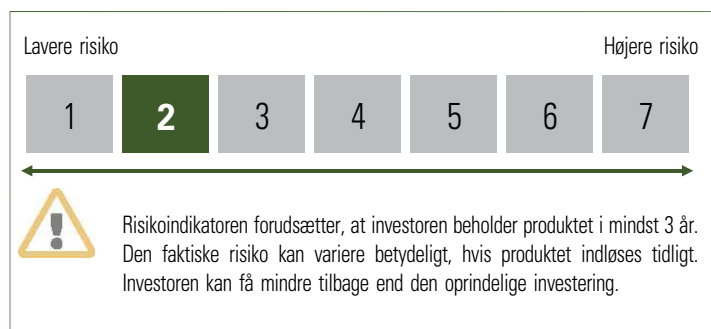 Lavere risiko Højere risiko
1 2 3 4 5 6 7
!
Risikoindikatoren forudsætter, at investoren beholder produktet i mindst 3 år.
Den faktiske risiko kan variere betydeligt, hvis produktet indløses tidligt.
Investoren kan få mindre tilbage end den oprindelige investering.